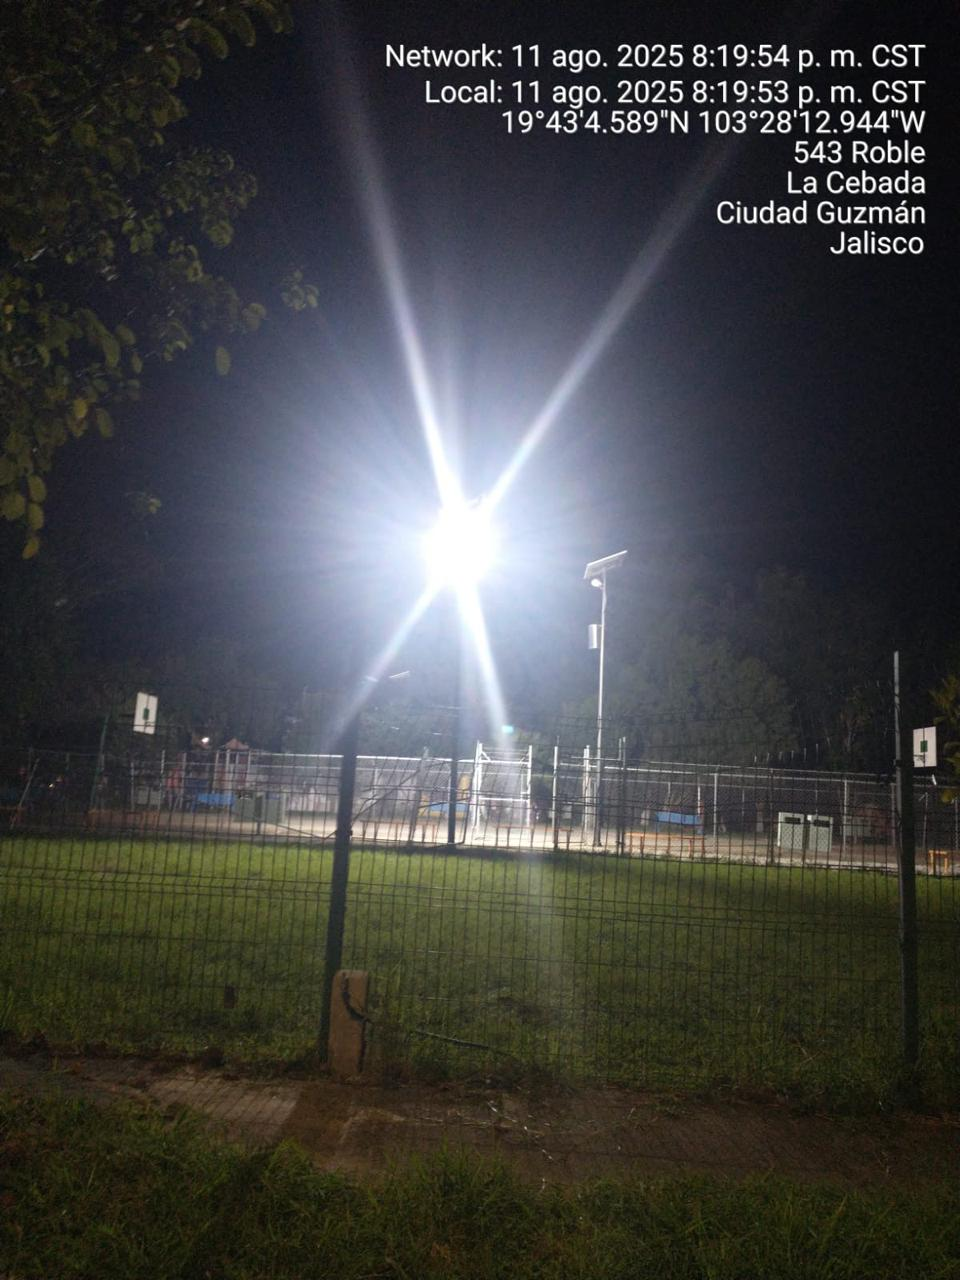 Network: 11 ago. 2025 8:19:54 p. m. CST
Local: 11 ago. 2025 8:19:53 p. m. CST
19°43'4.589"N 103°28'12.944"W
543 Roble
La Cebada
Ciudad Guzmán
Jalisco